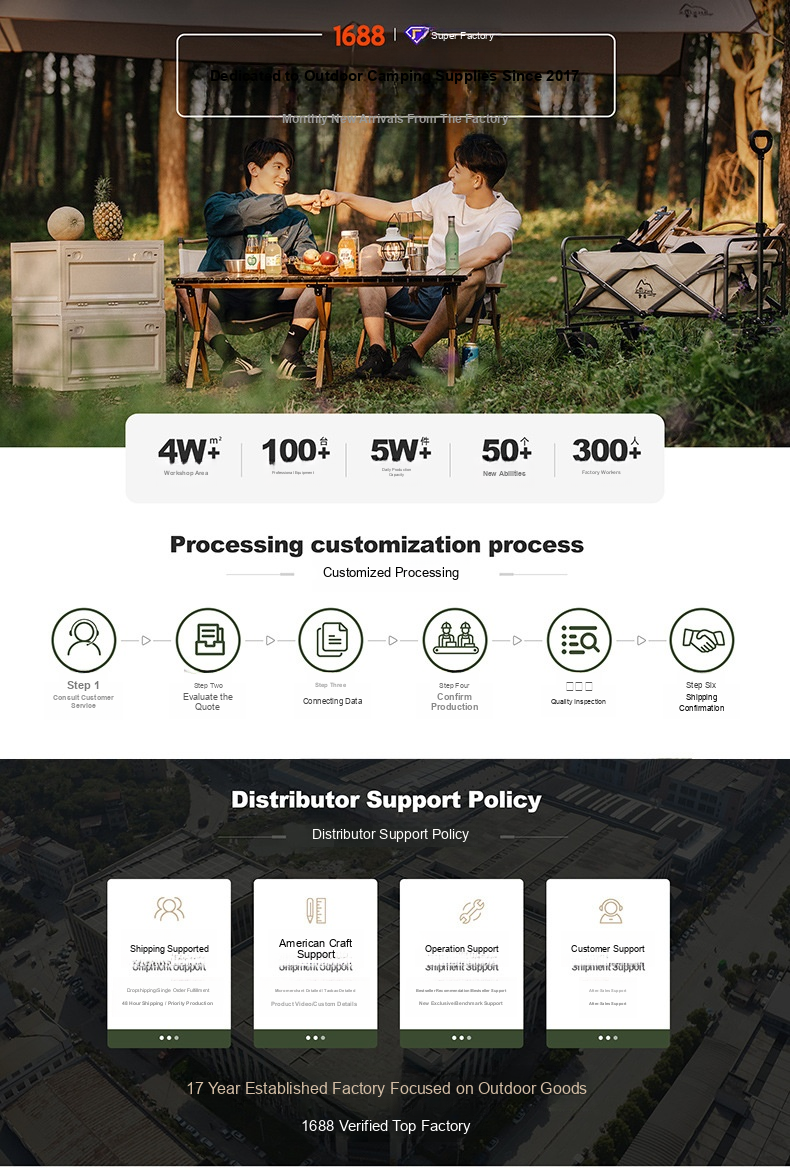 1688 | Super Factory
Dedicated to Outdoor Camping Supplies Since 2017
Monthly New Arrivals From The Factory
4W+ m²
Workshop Area
100+ 台
Professional Equipment
5W+ 件
Daily Production
Capacity
50+ 个
New Abilities
300+ 人
Factory Workers
Processing customization process
Customized Processing
Step 1
Consult Customer
Service
Step Two
Evaluate the
Quote
Step Three
Connecting Data
Step Four
Confirm
Production
□□□
Quality Inspection
Step Six
Shipping
Confirmation
Distributor Support Policy
Distributor Support Policy
Shipping Supported
Shipment Support
Dropshipping/Single Order Fulfillment
48 Hour Shipping / Priority Production
American Craft
Support
Shipment Support
Product Video/Custom Details
Operation Support
Shipment Support
Bestseller Recommendation/Bestseller Support
New Exclusive/Benchmark Support
Customer Support
Shipment Support
After Sales Support
After Sales Support
17 Year Established Factory Focused on Outdoor Goods
1688 Verified Top Factory